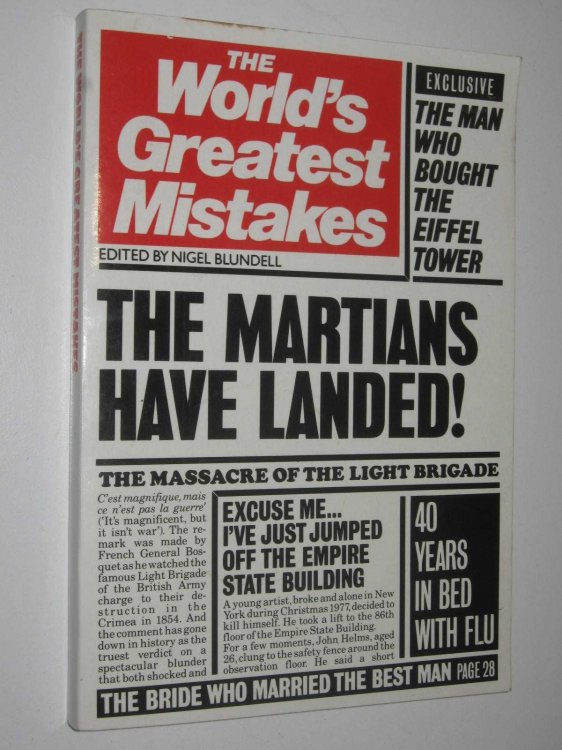 THE WORLD'S GREATEST MISTAKES
THE
World's
Greatest
Mistakes
EDITED BY NIGEL BLUNDELL
EXCLUSIVE
THE MAN
WHO
BOUGHT
THE
EIFFEL
TOWER
THE MARTIANS
HAVE LANDED!
THE MASSACRE OF THE LIGHT BRIGADE
C'est magnifique, mais
ce n'est pas la guerre'
('It's magnificent, but
it isn't war'). The re-
mark was made by
French General Bos-
quet as he watched the
famous Light Brigade
of the British Army
charge to their de-
struction in the
Crimea in 1854. And
the comment has gone
down in history as the
truest verdict on a
spectacular blunder
that both shocked and
EXCUSE ME...
I'VE JUST JUMPED
OFF THE EMPIRE
STATE BUILDING
A young artist, broke and alone in New
York during Christmas 1977, decided to
kill himself. He took a lift to the 86th
floor of the Empire State Building.
For a few moments, John Helms, aged
26, clung to the safety fence around the
observation floor. He said a short
40
YEARS
IN BED
WITH FLU
THE BRIDE WHO MARRIED THE BEST MAN PAGE 28